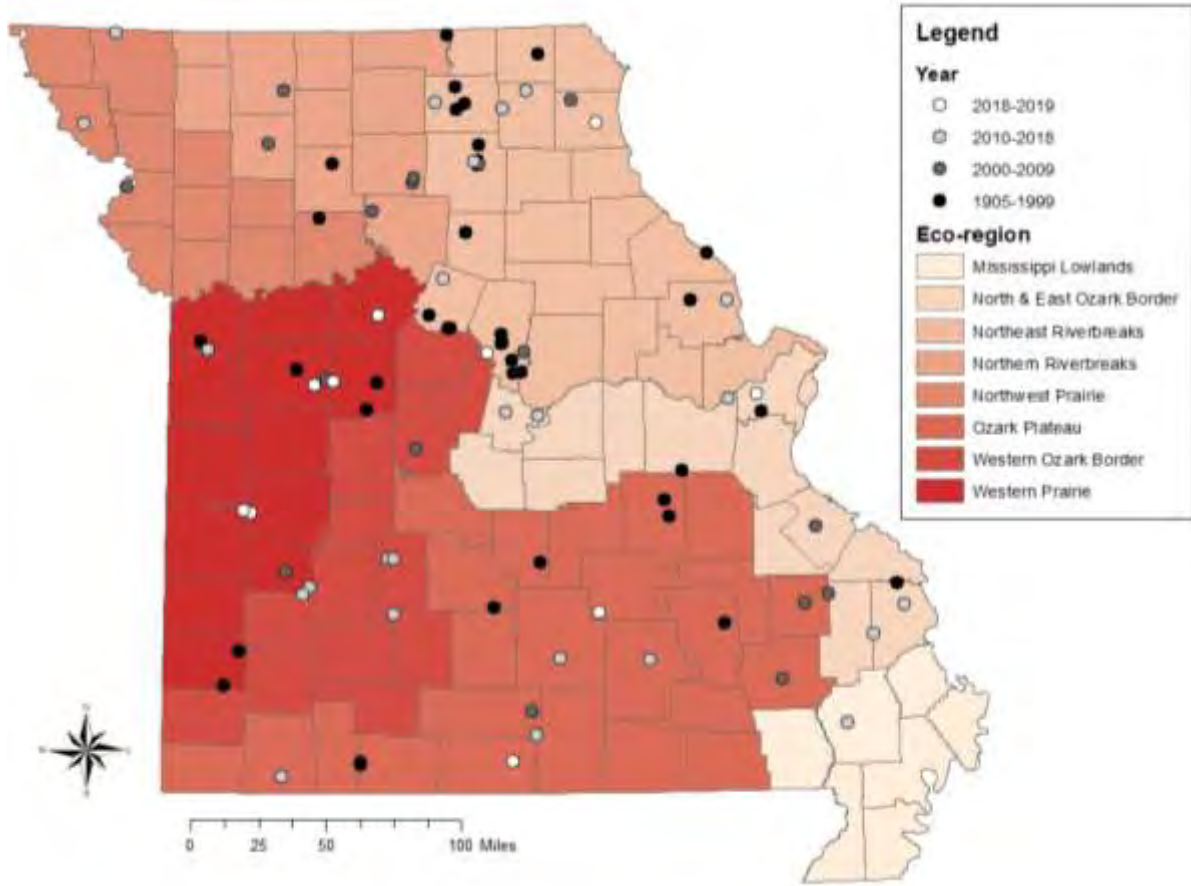 Legend
Year
2018-2019
2010-2018
2000-2009
1905-1999
Eco-region
Mississippi Lowlands
North & East Ozark Border
Northeast Riverbreaks
Northern Riverbreaks
Northwest Prairie
Ozark Plateau
Western Ozark Border
Western Prairie
0 25 50 100 Miles